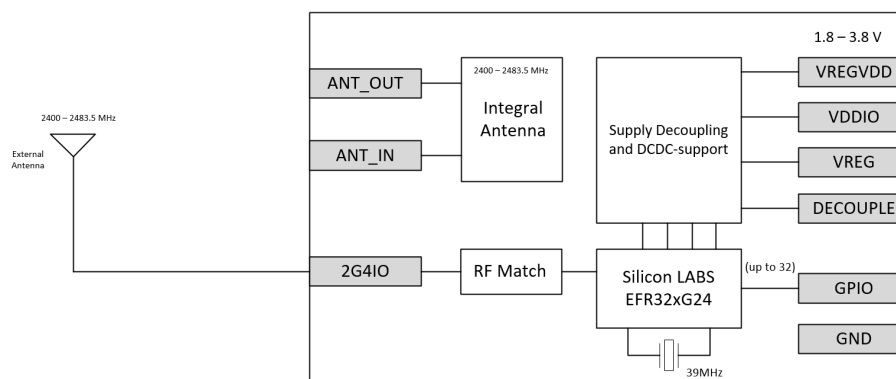 1.8 – 3.8 V
2400 – 2483.5 MHz
Integral
Antenna
ANT_OUT
ANT_IN
Supply Decoupling
and DCDC-support
VREGVDD
VDDIO
VREG
DECOUPLE
2400 – 2483.5 MHz
External
Antenna
2G4IO
RF Match
Silicon LABS
EFR32xG24
(up to 32)
GPIO
GND
39MHz